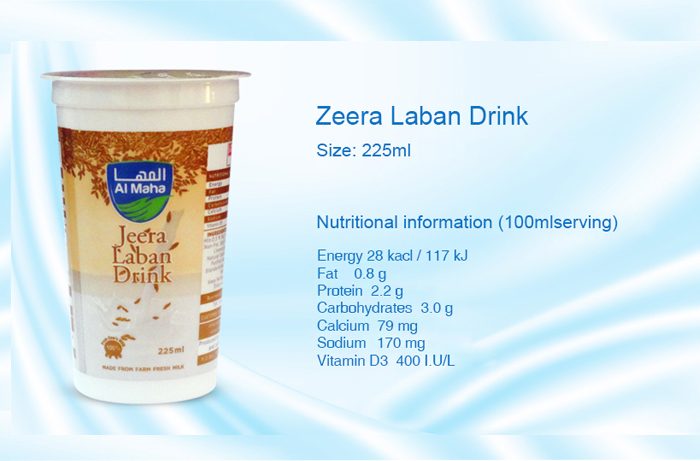 Zeera Laban Drink
Size: 225ml
Nutritional information (100mlserving)
Energy 28 kacl / 117 kJ
Fat 0.8 g
Protein 2.2 g
Carbohydrates 3.0 g
Calcium 79 mg
Sodium 170 mg
Vitamin D3 400 I.U/L
المها
Al Maha
Jeera
Laban
Drink
100%
225ml
MADE FROM FARM FRESH MILK